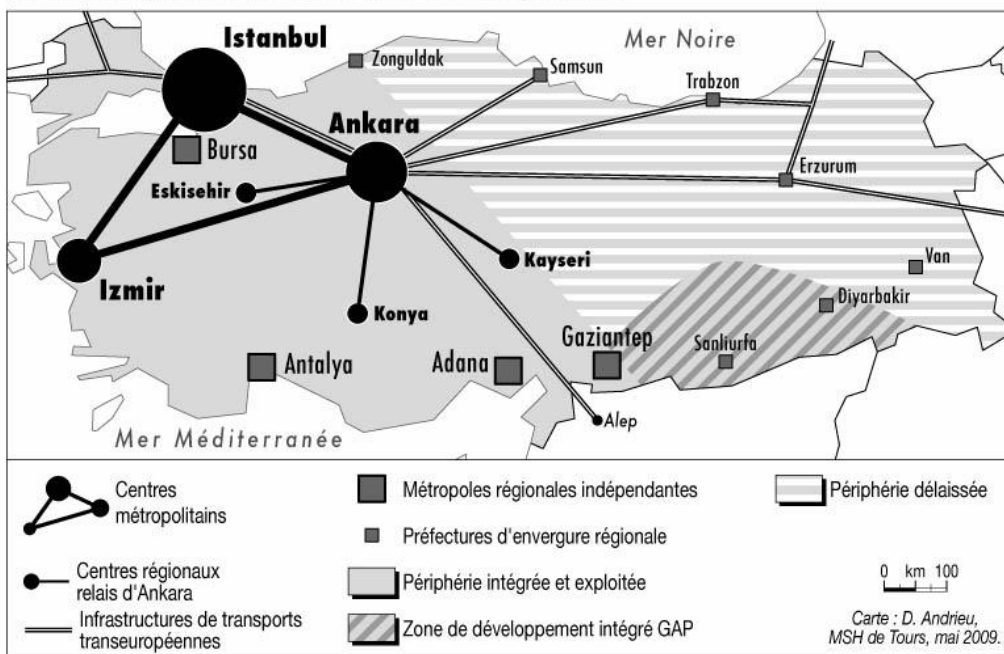 Istanbul
Mer Noire
Zonguldak
Samsun
Trabzon
Ankara
Bursa
Eskisehir
Erzurum
Izmir
Kayseri
Van
Konya
Diyarbakir
Gaziantep
Sanliurfa
Antalya
Adana
Alep
Mer Méditerranée
Centres
métropolitains
Centres régionaux
relais d'Ankara
Infrastructures de transports
transeuropéennes
Métropoles régionales indépendantes
Préfectures d'envergure régionale
Périphérie intégrée et exploitée
Zone de développement intégré GAP
Périphérie délaissée
0 km 100
Carte : D. Andrieu,
MSH de Tours, mai 2009.